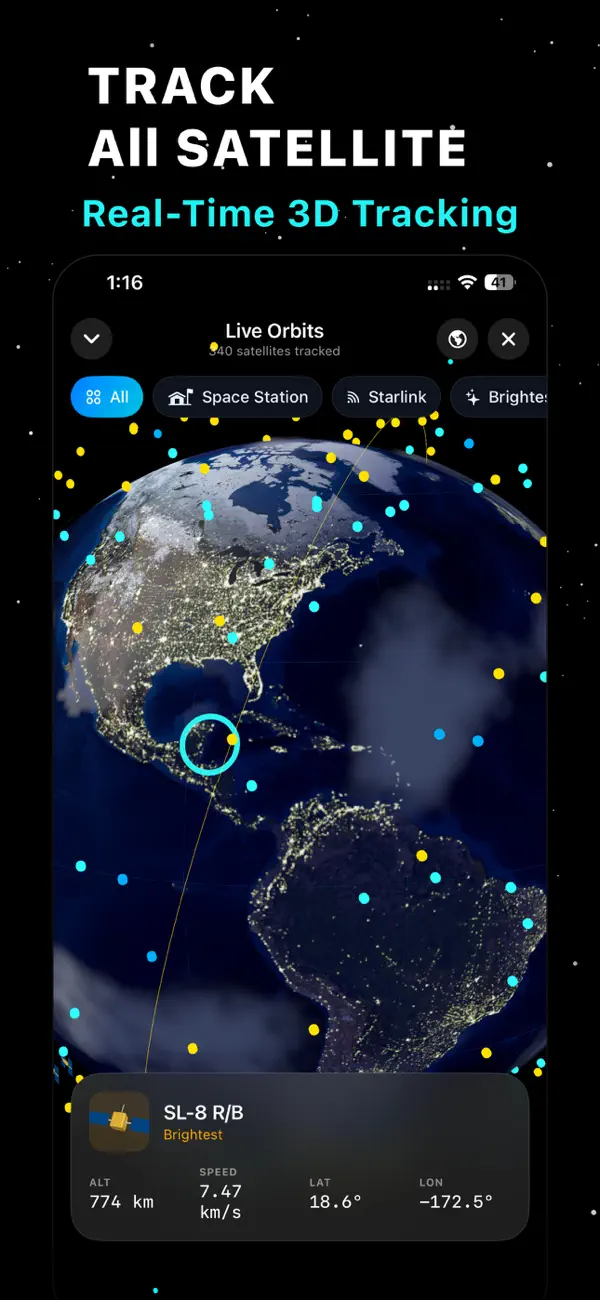 TRACK
All SATELLITE
Real-Time 3D Tracking
1:16
41
Live Orbits
340 satellites tracked
All
Space Station
Starlink
Brightes
SL-8 R/B
Brightest
ALT
774 km
SPEED
7.47
km/s
LAT
18.6°
LON
−172.5°